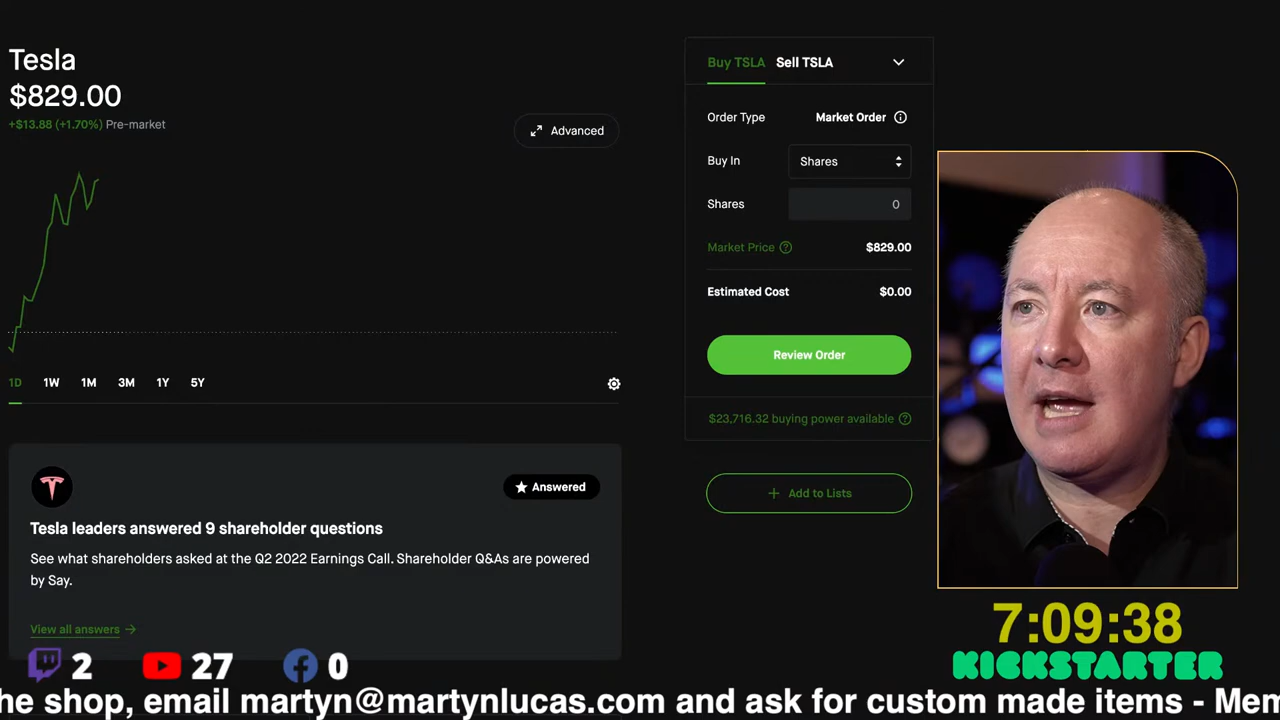 Tesla
$829.00
+$13.88 (+1.70%) Pre-market
Advanced
1D 1W 1M 3M 1Y 5Y
Buy TSLA Sell TSLA
Order Type Market Order
Buy In Shares
Shares 0
Market Price $829.00
Estimated Cost $0.00
Review Order
$23,716.32 buying power available
Add to Lists
Answered
Tesla leaders answered 9 shareholder questions
See what shareholders asked at the Q2 2022 Earnings Call. Shareholder Q&As are powered
by Say.
View all answers
2 27 0
7:09:38
KICKSTARTER
he shop, email martyn@martynlucas.com and ask for custom made items - Mem